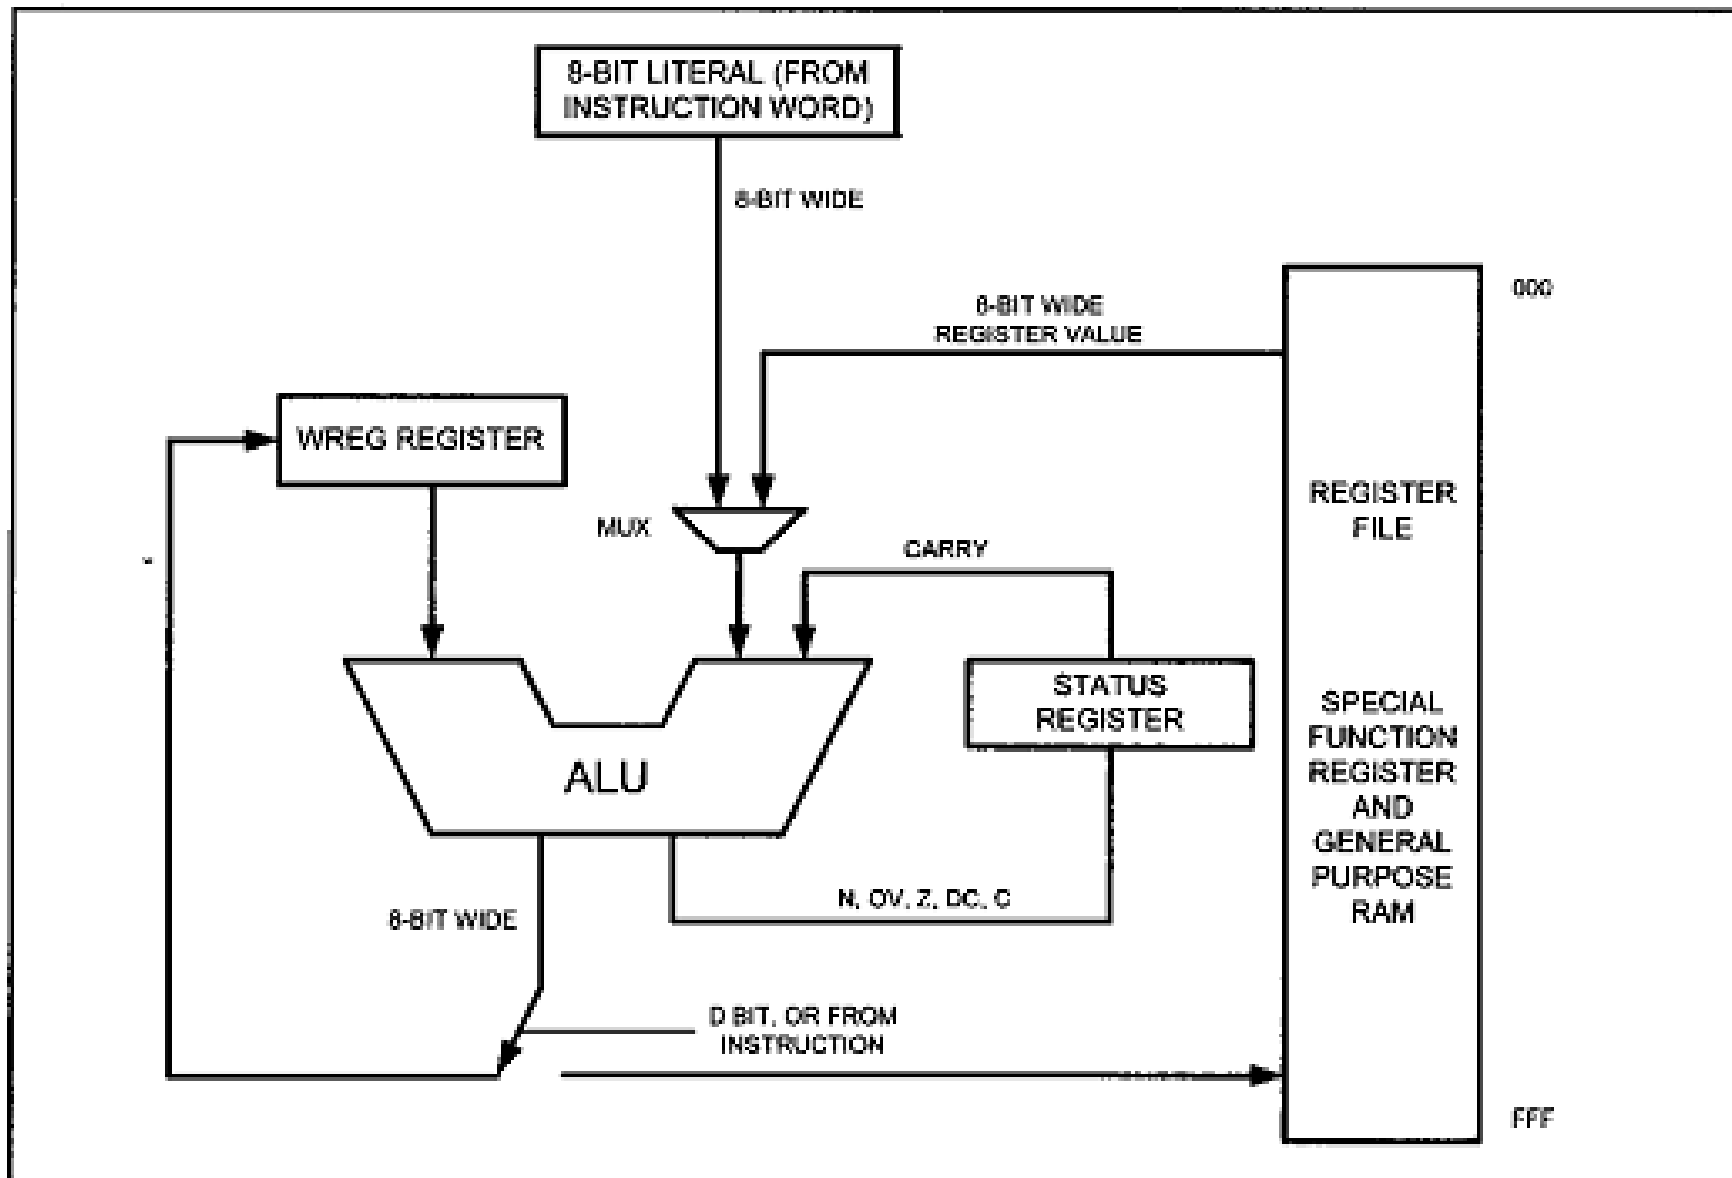 8-BIT LITERAL (FROM
INSTRUCTION WORD)
8-BIT WIDE
000
8-BIT WIDE
REGISTER VALUE
WREG REGISTER
REGISTER
FILE
MUX
CARRY
STATUS
REGISTER
SPECIAL
FUNCTION
REGISTER
AND
GENERAL
PURPOSE
RAM
ALU
N, OV, Z, DC, C
8-BIT WIDE
D BIT, OR FROM
INSTRUCTION
FFF